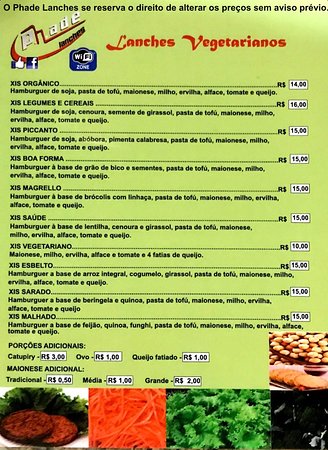 O Phade Lanches se reserva o direito de alterar os preços sem aviso prévio.
Phade
lanches
Wi Fi
ZONE
Lanches Vegetarianos
XIS ORGÂNICO R$ 14,00
Hamburguer de soja, pasta de tofú, maionese, milho, ervilha, alface, tomate e queijo.
XIS LEGUMES E CEREAIS R$ 16,00
Hamburguer de soja, cenoura, semente de girassol, pasta de tofú, maionese,
milho, ervilha, alface, tomate e queijo.
XIS PICCANTO R$ 15,00
Hamburguer de soja, abóbora, pimenta calabresa, pasta de tofú, maionese, milho,
ervilha, alface, tomate e queijo.
XIS BOA FORMA R$ 15,00
Hamburguer à base de grão de bico e sementes, pasta de tofú, maionese, milho,
ervilha, alface, tomate e queijo.
XIS MAGRELLO R$ 15,00
Hamburguer à base de brócolis com linhaça, pasta de tofú, maionese, milho, ervilha,
alface, tomate e queijo.
XIS SAÚDE R$ 15,00
Hamburguer à base de lentilha, cenoura e girassol, pasta de tofú, maionese,
milho, ervilha, alface, tomate e queijo.
XIS VEGETARIANO R$ 10,00
Maionese, milho, ervilha, alface e tomate e 4 fatias de queijo.
XIS ESBELTO R$ 15,00
Hamburguer a base de arroz integral, cogumelo, girassol, pasta de tofú, maionese, milho,
ervilha, alface, tomate e queijo.
XIS SARADO R$ 15,00
Hamburguer a base de beringela e quinoa, pasta de tofú, maionese, milho, ervilha,
alface, tomate e queijo
XIS MALHADO R$ 15,00
Hamburguer a base de feijão, quinoa, funghi, pasta de tofú, maionese, milho, ervilha, alface,
tomate e queijo.
PORÇÕES ADICIONAIS:
Catupiry - R$ 3,00 Ovo - R$ 1,00 Queijo fatiado - R$ 1,00
MAIONESE ADICIONAL:
Tradicional - R$ 0,50 Média - R$ 1,00 Grande - R$ 2,00